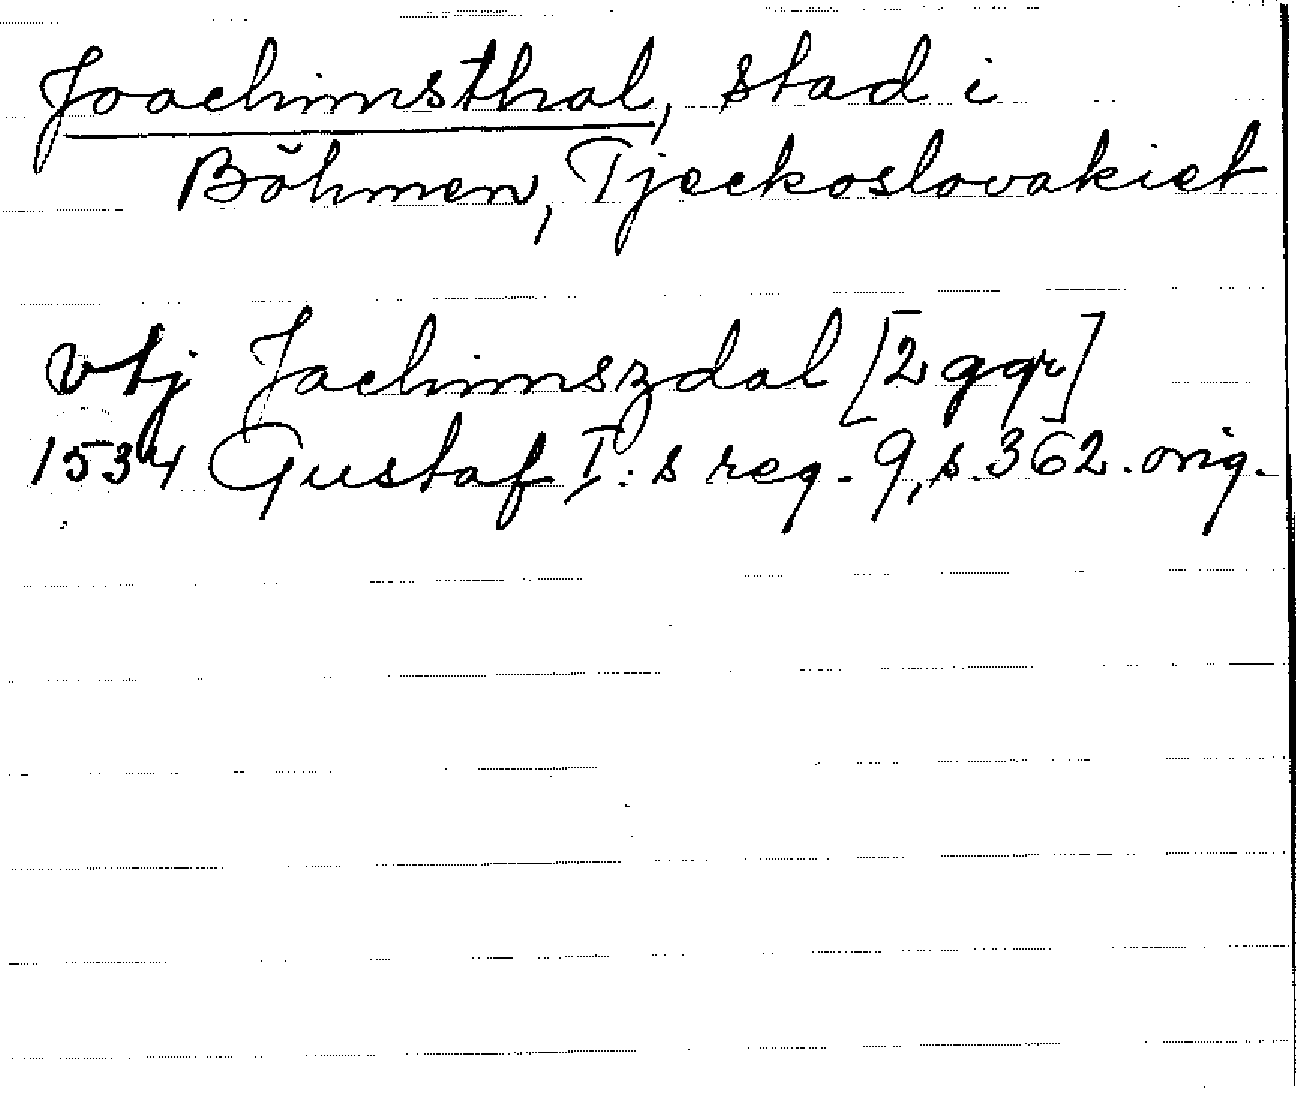 Joachimsthal, stad i
Böhmen, Tjeckoslovakiet
vtj Jachimszdal [2 ggr]
1534 Gustaf I:s reg. 9, s. 362. orig.